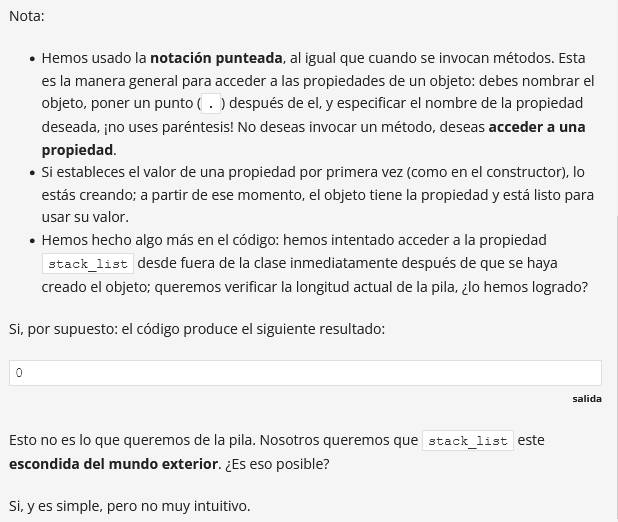 Nota:
• Hemos usado la notación punteada, al igual que cuando se invocan métodos. Esta
es la manera general para acceder a las propiedades de un objeto: debes nombrar el
objeto, poner un punto ( . ) después de el, y especificar el nombre de la propiedad
deseada, ¡no uses paréntesis! No deseas invocar un método, deseas acceder a una
propiedad.
• Si estableces el valor de una propiedad por primera vez (como en el constructor), lo
estás creando; a partir de ese momento, el objeto tiene la propiedad y está listo para
usar su valor.
• Hemos hecho algo más en el código: hemos intentado acceder a la propiedad
stack_list desde fuera de la clase inmediatamente después de que se haya
creado el objeto; queremos verificar la longitud actual de la pila, ¿lo hemos logrado?
Si, por supuesto: el código produce el siguiente resultado:
0
salida
Esto no es lo que queremos de la pila. Nosotros queremos que stack_list este
escondida del mundo exterior. ¿Es eso posible?
Si, y es simple, pero no muy intuitivo.